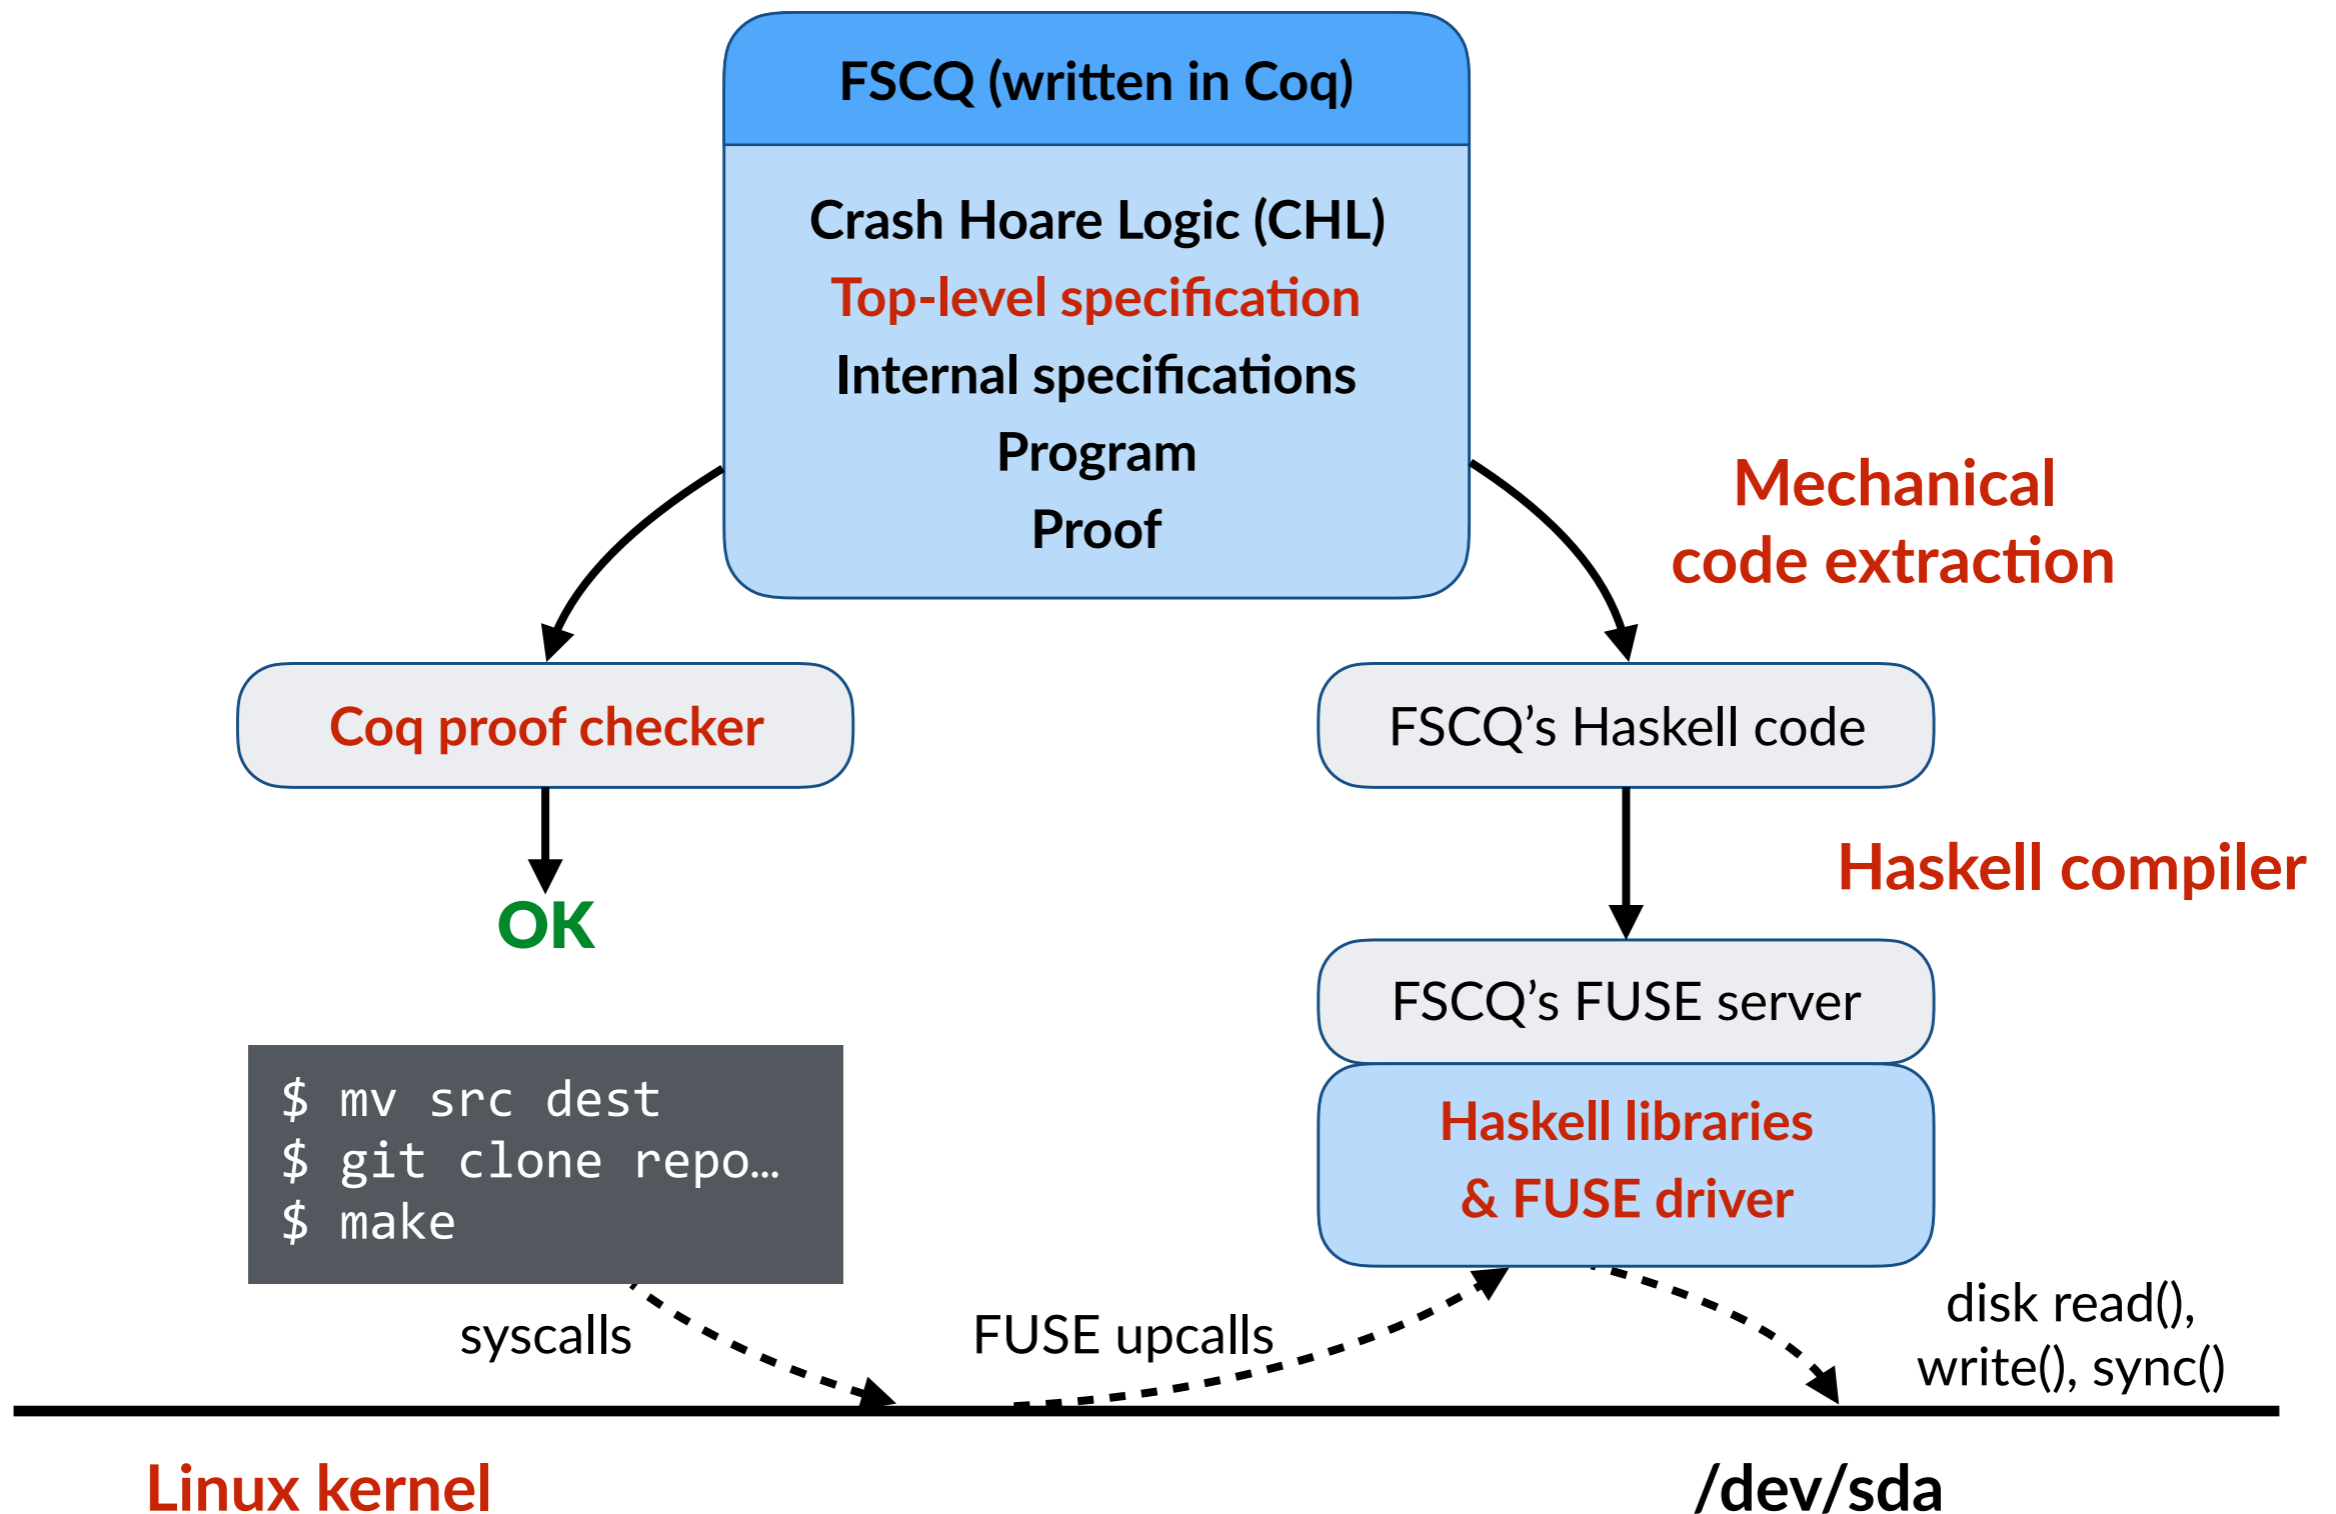 FSCQ (written in Coq)
Crash Hoare Logic (CHL)
Top-level specification
Internal specifications
Program
Proof
Mechanical
code extraction
Coq proof checker
FSCQ’s Haskell code
OK
Haskell compiler
FSCQ’s FUSE server
Haskell libraries
& FUSE driver
$ mv src dest
$ git clone repo…
$ make
syscalls
FUSE upcalls
disk read(),
write(), sync()
Linux kernel
/dev/sda